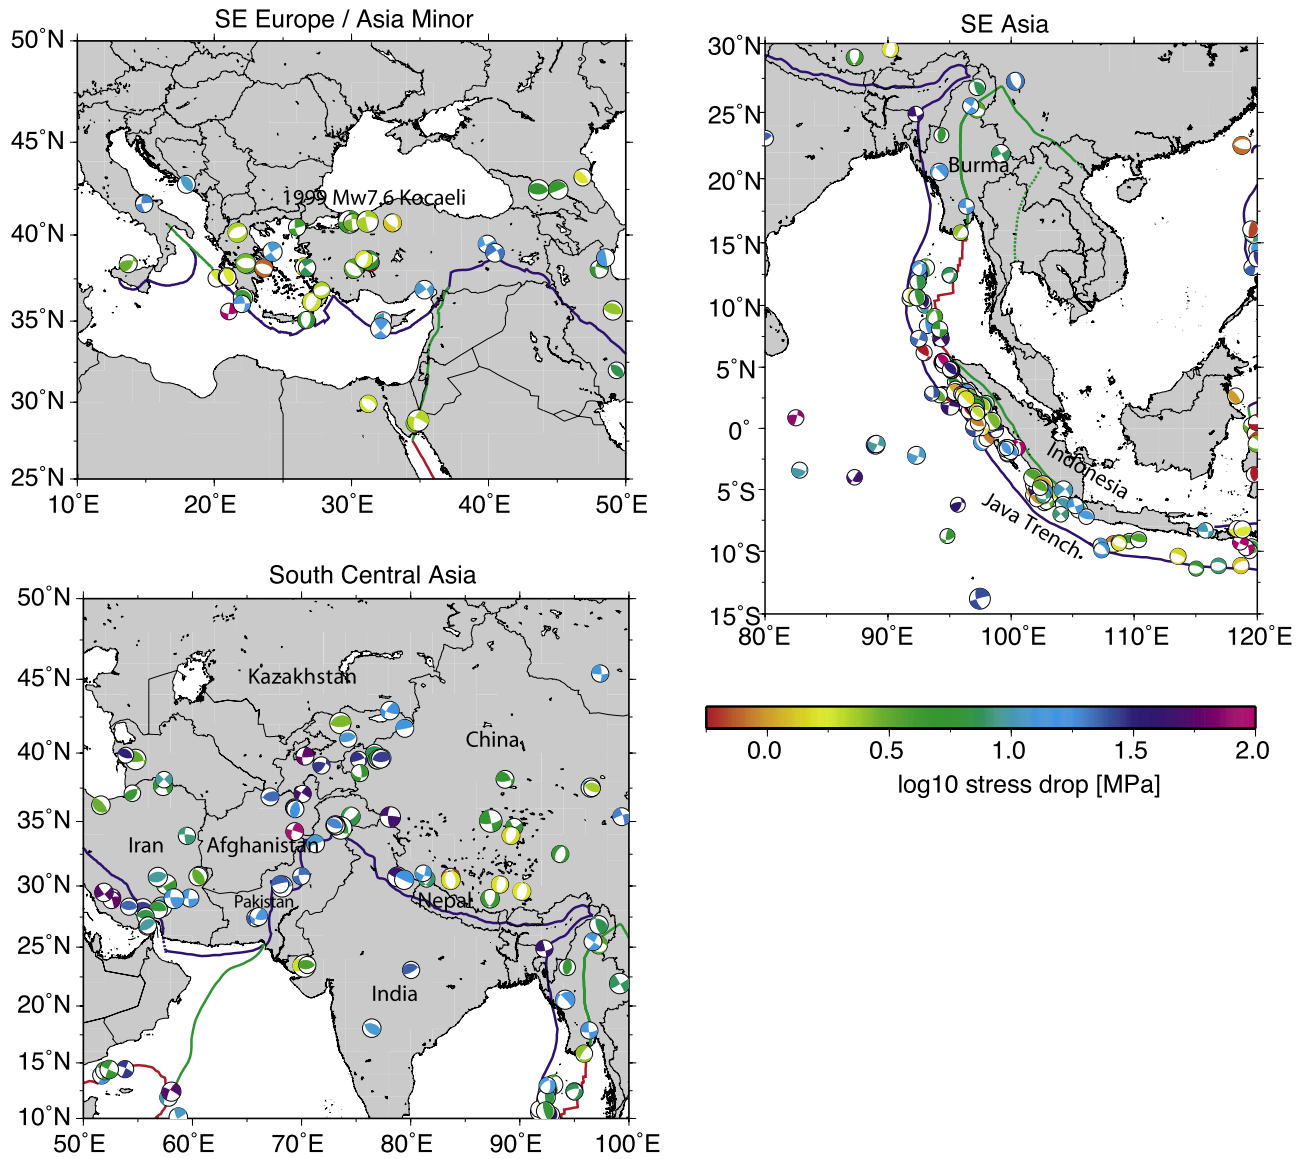 SE Europe / Asia Minor
50˚N
45˚N
40˚N
35˚N
30˚N
25˚N
1999 Mw7.6 Kocaeli
10˚E
20˚E
30˚E
40˚E
50˚E
SE Asia
30˚N
25˚N
20˚N
15˚N
10˚N
5˚N
0˚
5˚S
10˚S
15˚S
Burma
Indonesia
Java Trench
80˚E
90˚E
100˚E
110˚E
120˚E
0.0
0.5
1.0
1.5
2.0
log10 stress drop [MPa]
South Central Asia
50˚N
45˚N
40˚N
35˚N
30˚N
25˚N
20˚N
15˚N
10˚N
Kazakhstan
China
Iran
Afghanistan
Pakistan
Nepal
India
50˚E
60˚E
70˚E
80˚E
90˚E
100˚E